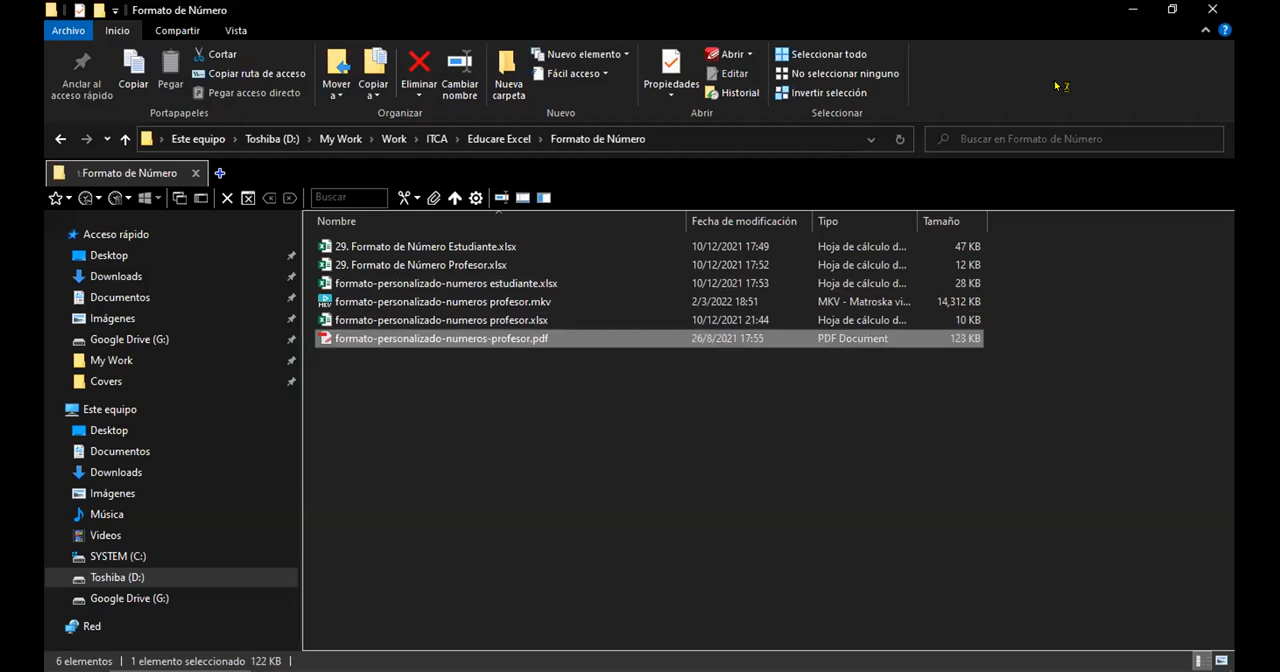 Formato de Número
Archivo Inicio Compartir Vista
Anclar al acceso rápido
Copiar
Pegar
Cortar
Copiar ruta de acceso
Pegar acceso directo
Portapapeles
Mover a
Copiar a
Eliminar
Cambiar nombre
Organizar
Nueva carpeta
Nuevo elemento
Fácil acceso
Nuevo
Propiedades
Abrir
Editar
Historial
Abrir
Seleccionar todo
No seleccionar ninguno
Invertir selección
Seleccionar
Este equipo > Toshiba (D:) > My Work > Work > ITCA > Educare Excel > Formato de Número
Buscar en Formato de Número
Formato de Número
Buscar
Acceso rápido
Desktop
Downloads
Documentos
Imágenes
Google Drive (G:)
My Work
Covers
Este equipo
Desktop
Documentos
Downloads
Imágenes
Música
Videos
SYSTEM (C:)
Toshiba (D:)
Google Drive (G:)
Red
Nombre Fecha de modificación Tipo Tamaño
29. Formato de Número Estudiante.xlsx 10/12/2021 17:49 Hoja de cálculo d... 47 KB
29. Formato de Número Profesor.xlsx 10/12/2021 17:52 Hoja de cálculo d... 12 KB
formato-personalizado-numeros estudiante.xlsx 10/12/2021 17:53 Hoja de cálculo d... 28 KB
formato-personalizado-numeros profesor.mkv 2/3/2022 18:51 MKV - Matroska vi... 14,312 KB
formato-personalizado-numeros profesor.xlsx 10/12/2021 21:44 Hoja de cálculo d... 10 KB
formato-personalizado-numeros-profesor.pdf 26/8/2021 17:55 PDF Document 123 KB
6 elementos 1 elemento seleccionado 122 KB